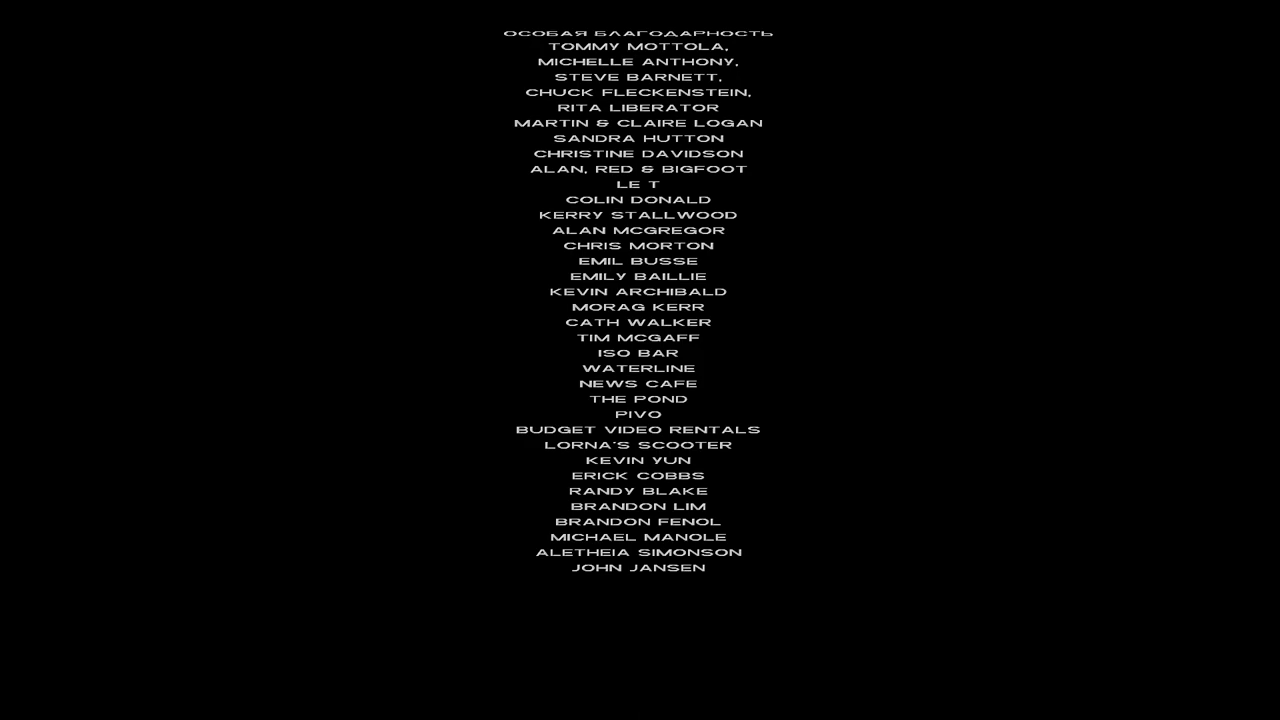 ОСОБАЯ БЛАГОДАРНОСТЬ
TOMMY MOTTOLA,
MICHELLE ANTHONY,
STEVE BARNETT,
CHUCK FLECKENSTEIN,
RITA LIBERATOR
MARTIN & CLAIRE LOGAN
SANDRA HUTTON
CHRISTINE DAVIDSON
ALAN, RED & BIGFOOT
LE T
COLIN DONALD
KERRY STALLWOOD
ALAN MCGREGOR
CHRIS MORTON
EMIL BUSSE
EMILY BAILLIE
KEVIN ARCHIBALD
MORAG KERR
CATH WALKER
TIM MCGAFF
ISO BAR
WATERLINE
NEWS CAFE
THE POND
PIVO
BUDGET VIDEO RENTALS
LORNA'S SCOOTER
KEVIN YUN
ERICK COBBS
RANDY BLAKE
BRANDON LIM
BRANDON FENOL
MICHAEL MANOLE
ALETHEIA SIMONSON
JOHN JANSEN